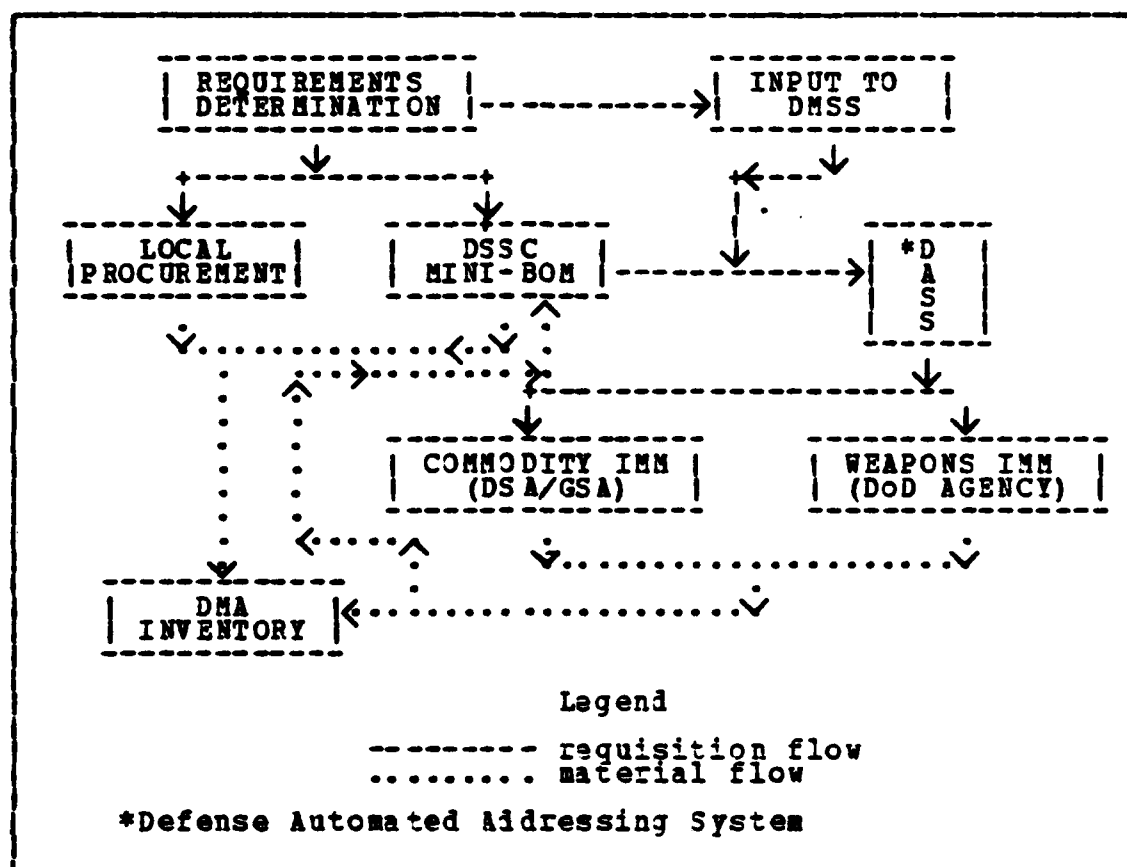 REQUIREMENTS
DETERMINATION
INPUT TO
DMSS
LOCAL
PROCUREMENT
DSSC
MINI-BOM
*D
A
S
S
COMMODITY IMM
(DSA/GSA)
WEAPONS IMM
(DoD AGENCY)
DMA
INVENTORY
Legend
requisition flow
material flow
*Defense Automated Addressing System